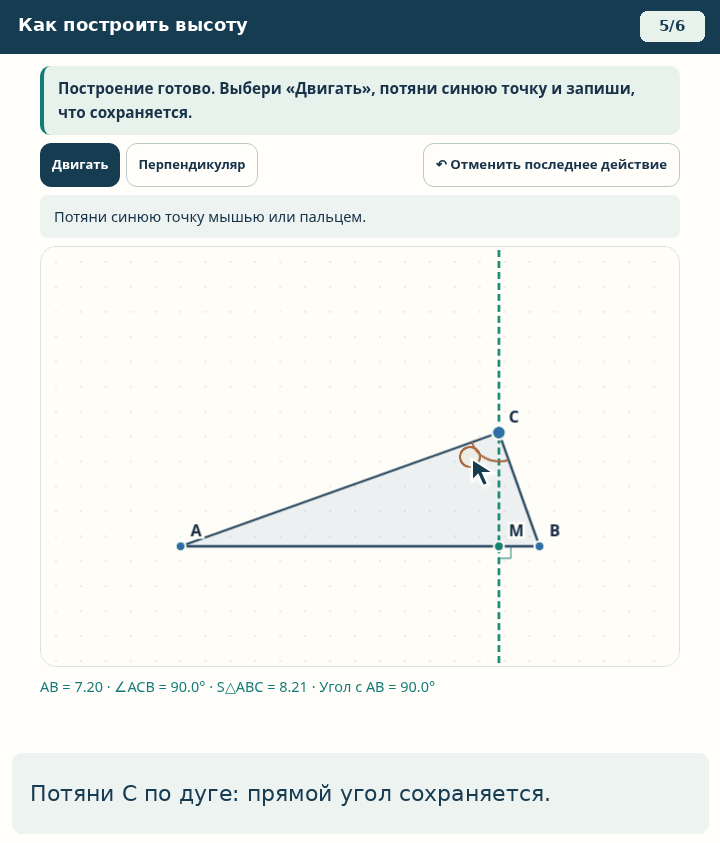 Как построить высоту
5/6
Построение готово. Выбери «Двигать», потяни синюю точку и запиши,
что сохраняется.
Двигать
Перпендикуляр
↶ Отменить последнее действие
Потяни синюю точку мышью или пальцем.
C
A
M
B
AB = 7.20 · ∠ACB = 90.0° · S△ABC = 8.21 · Угол с AB = 90.0°
Потяни C по дуге: прямой угол сохраняется.